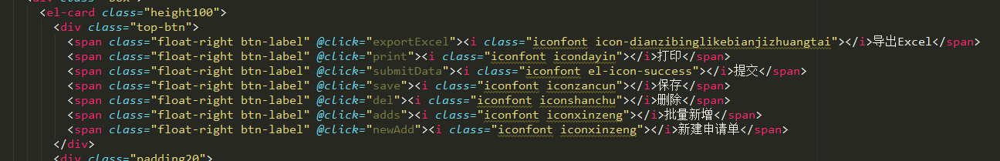 <div class="box">
<el-card class="height100">
<div class="top-btn">
<span class="float-right btn-label" @click="exportExcel"><i class="iconfont icon-dianzibinglikebianjizhuangtai"></i>导出Excel</span>
<span class="float-right btn-label" @click="print"><i class="iconfont icondayin"></i>打印</span>
<span class="float-right btn-label" @click="submitData"><i class="iconfont el-icon-success"></i>提交</span>
<span class="float-right btn-label" @click="save"><i class="iconfont iconzancun"></i>保存</span>
<span class="float-right btn-label" @click="del"><i class="iconfont iconshanchu"></i>删除</span>
<span class="float-right btn-label" @click="adds"><i class="iconfont iconxinzeng"></i>批量新增</span>
<span class="float-right btn-label" @click="newAdd"><i class="iconfont iconxinzeng"></i>新建申请单</span>
</div>
<div class="padding20">